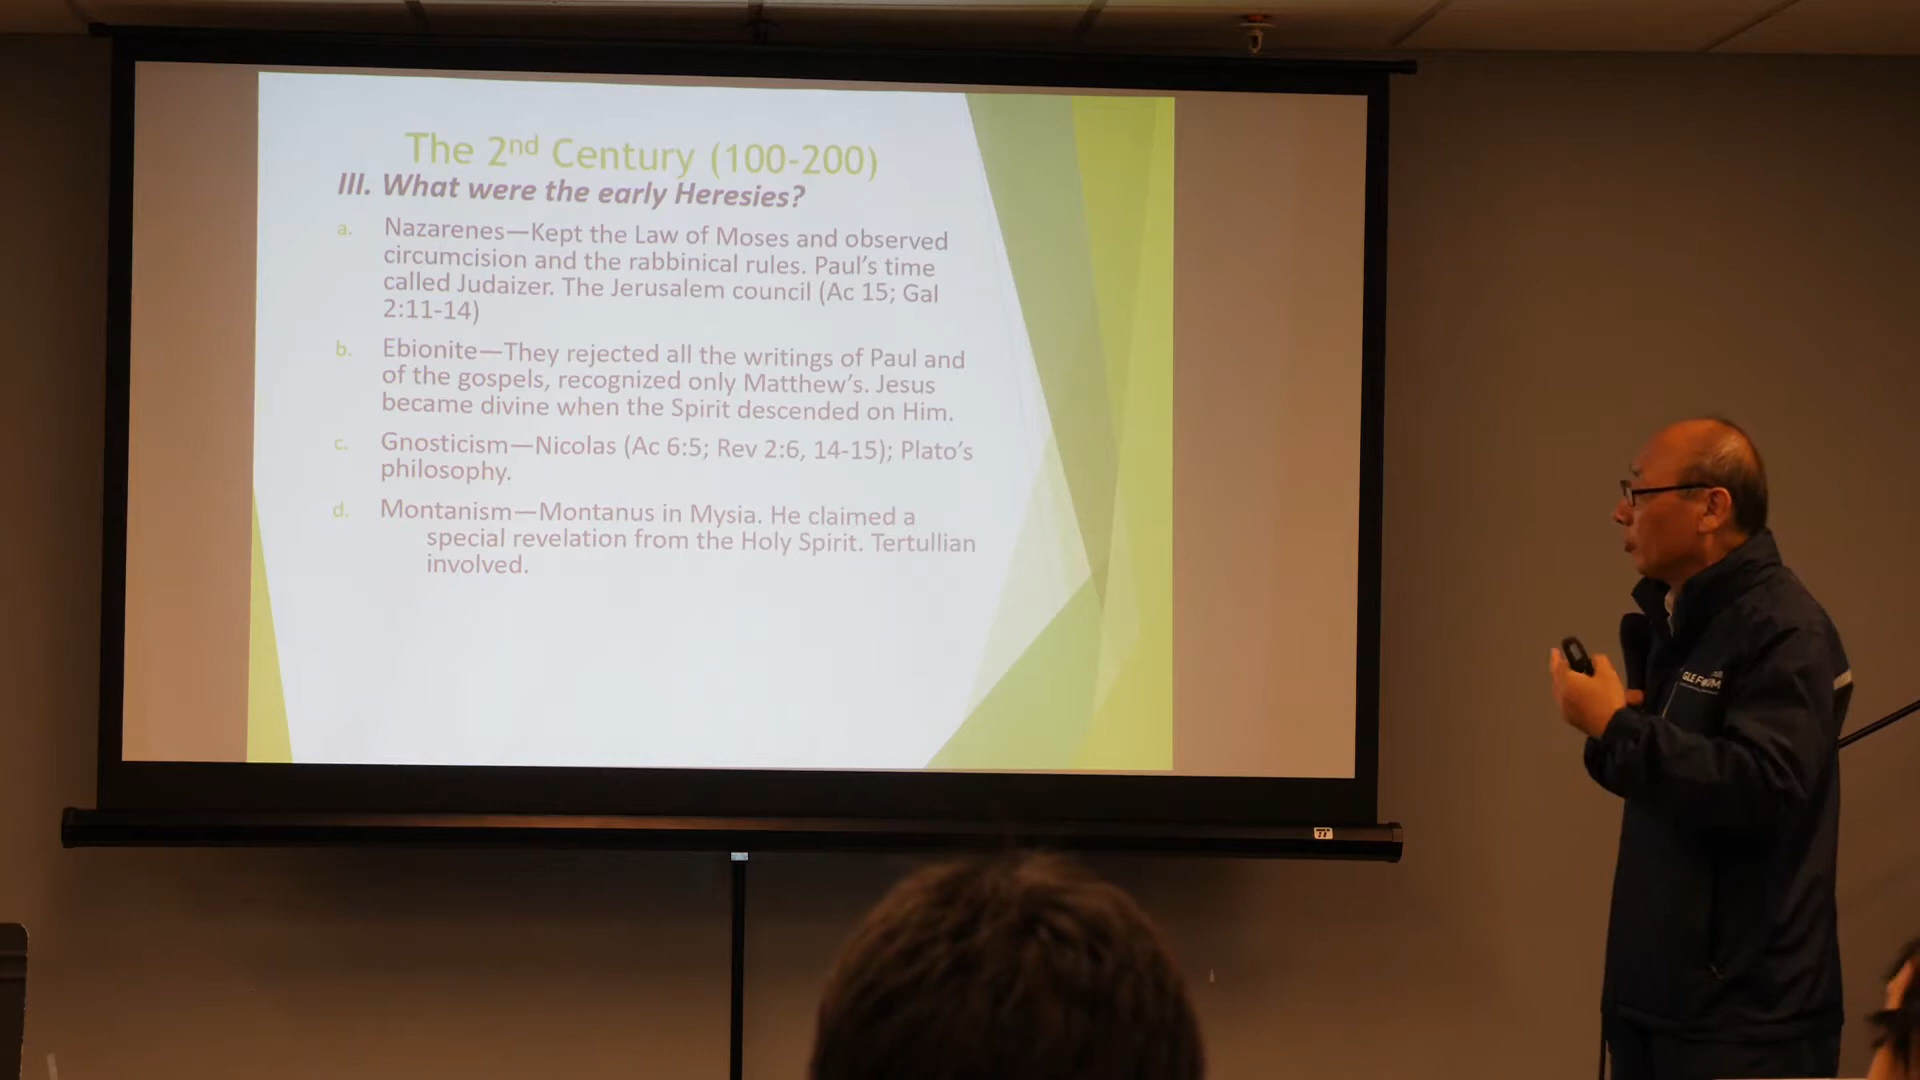 The 2nd Century (100-200)
III. What were the early Heresies?
a. Nazarenes—Kept the Law of Moses and observed
circumcision and the rabbinical rules. Paul's time
called Judaizer. The Jerusalem council (Ac 15; Gal
2:11-14)
b. Ebionite—They rejected all the writings of Paul and
of the gospels, recognized only Matthew's. Jesus
became divine when the Spirit descended on Him.
c. Gnosticism—Nicolas (Ac 6:5; Rev 2:6, 14-15); Plato's
philosophy.
d. Montanism—Montanus in Mysia. He claimed a
special revelation from the Holy Spirit. Tertullian
involved.